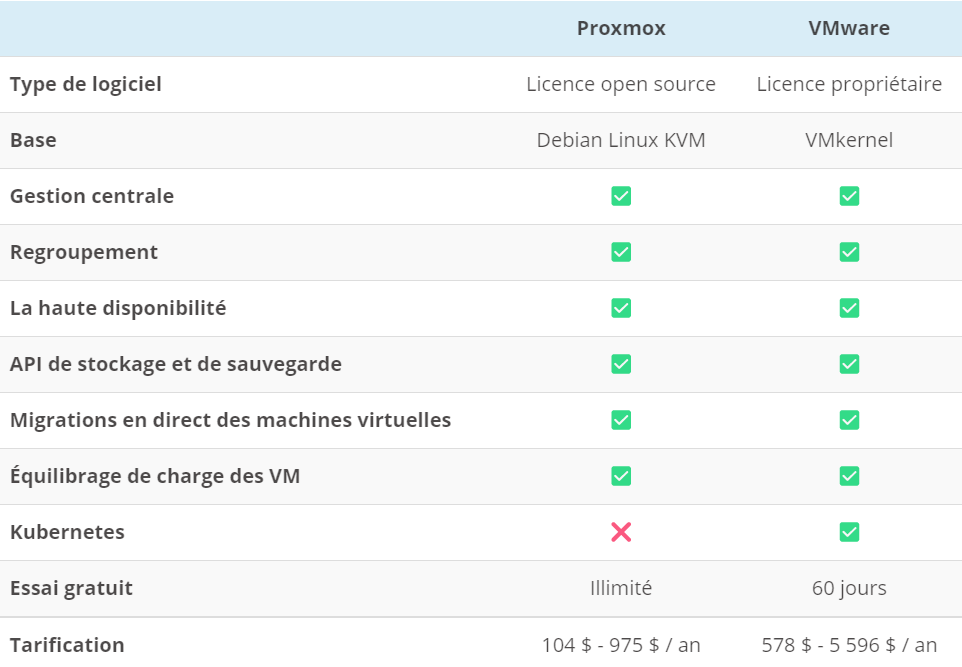 Proxmox VMware
Type de logiciel Licence open source Licence propriétaire
Base Debian Linux KVM VMkernel
Gestion centrale
Regroupement
La haute disponibilité
API de stockage et de sauvegarde
Migrations en direct des machines virtuelles
Équilibrage de charge des VM
Kubernetes
Essai gratuit Illimité 60 jours
Tarification 104 $ - 975 $ / an 578 $ - 5 596 $ / an